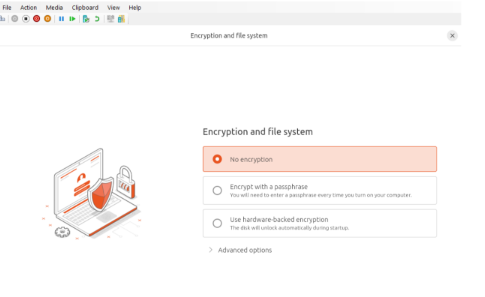 File Action Media Clipboard View Help
Encryption and file system
Encryption and file system
No encryption
Encrypt with a passphrase
You will need to enter a passphrase every time you turn on your computer.
Use hardware-backed encryption
The disk will unlock automatically during startup.
Advanced options